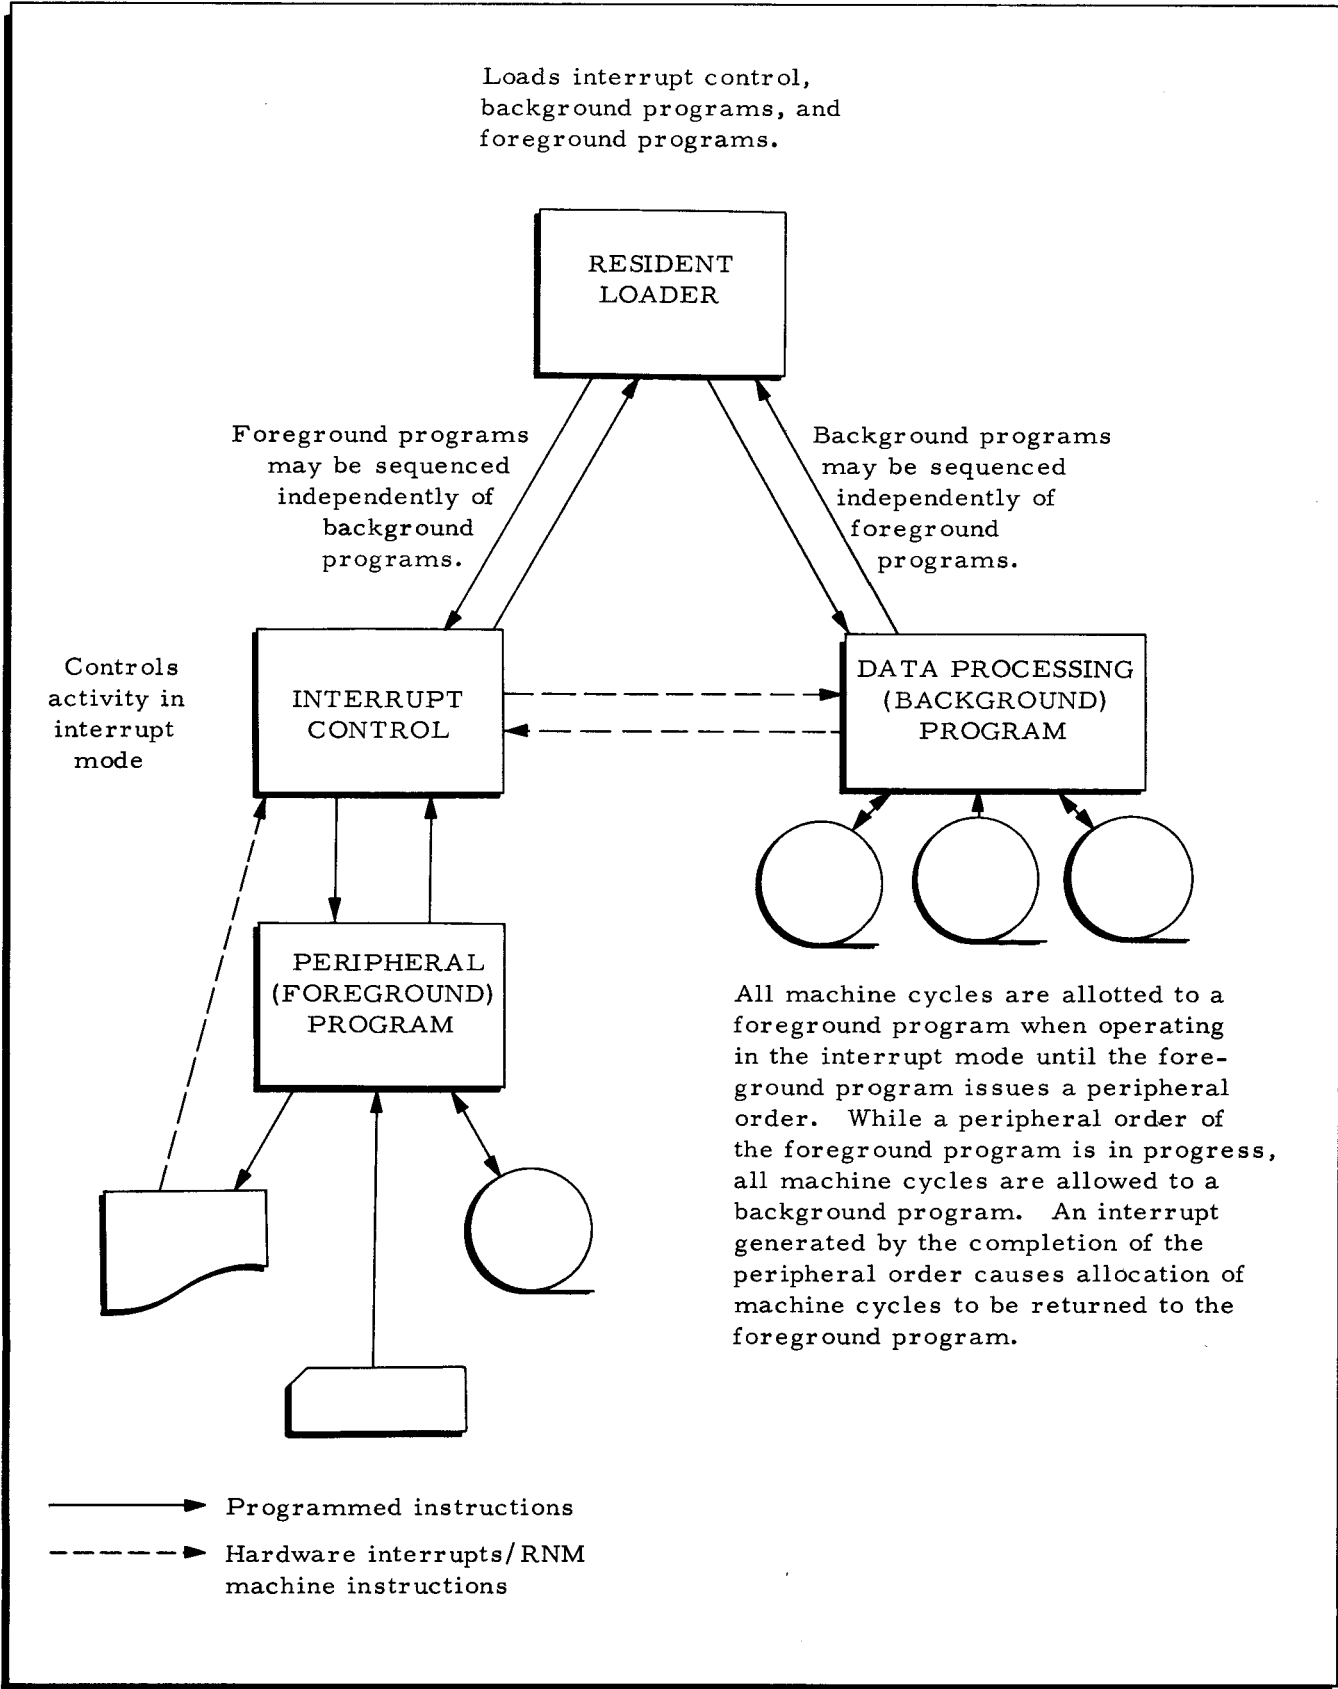 Loads interrupt control,
background programs, and
foreground programs.
RESIDENT
LOADER
Foreground programs
may be sequenced
independently of
background
programs.
Background programs
may be sequenced
independently of
foreground
programs.
Controls
activity in
interrupt
mode
INTERRUPT
CONTROL
DATA PROCESSING
(BACKGROUND)
PROGRAM
PERIPHERAL
(FOREGROUND)
PROGRAM
All machine cycles are allotted to a
foreground program when operating
in the interrupt mode until the fore-
ground program issues a peripheral
order. While a peripheral order of
the foreground program is in progress,
all machine cycles are allowed to a
background program. An interrupt
generated by the completion of the
peripheral order causes allocation of
machine cycles to be returned to the
foreground program.
Programmed instructions
Hardware interrupts/RNM
machine instructions